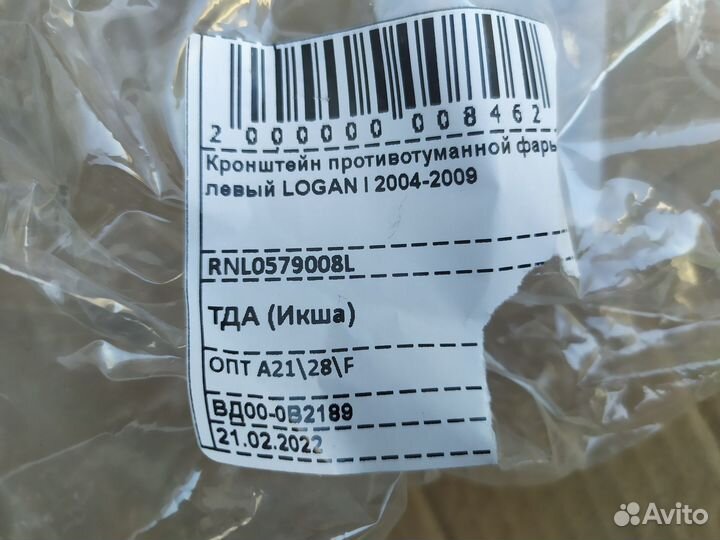 2 000000 008462
Кронштейн противотуманной фары
левый LOGAN I 2004-2009
RNL0579008L
ТДА (Икша)
ОПТ A21\28\F
ВД00-0В2189
21.02.2022
Avito